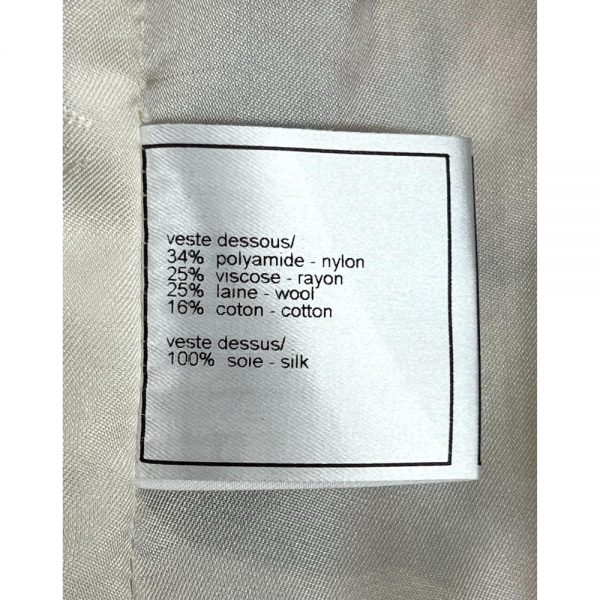 veste dessous/
34% polyamide - nylon
25% viscose - rayon
25% laine - wool
16% coton - cotton
veste dessus/
100% soie - silk